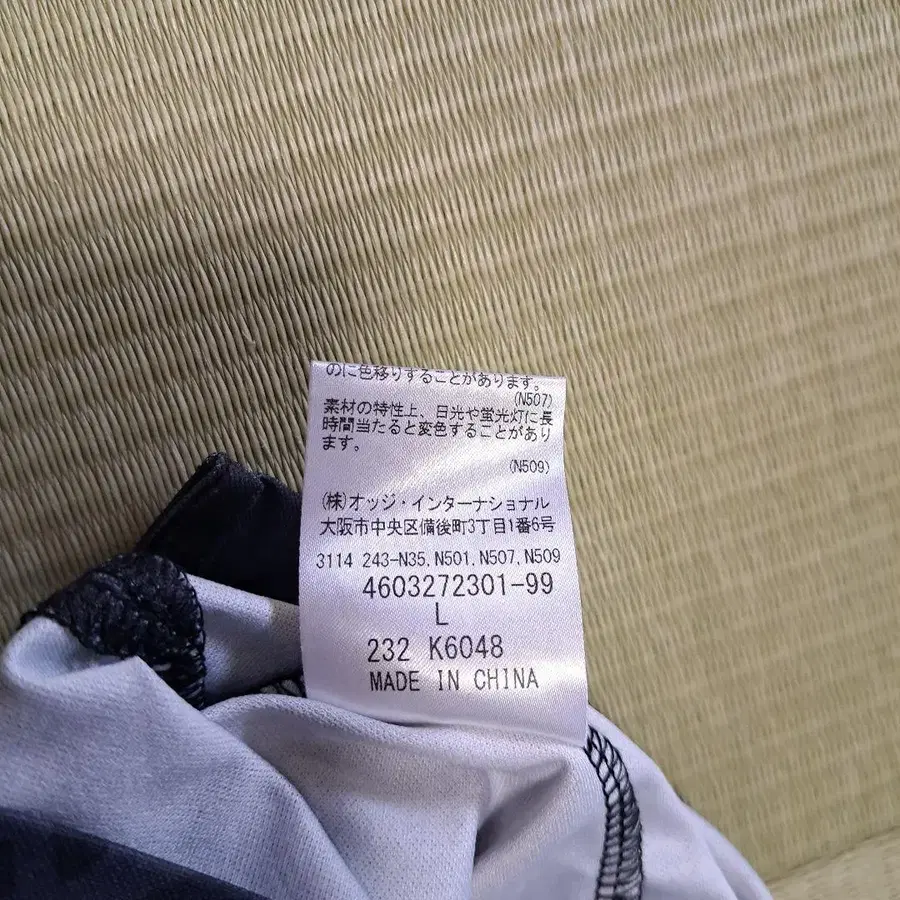 のに色移りすることがあります。
(N507)
素材の特性上、日光や蛍光灯に長
時間当たると変色することがあり
ます。
(N509)
(株)オッジ・インターナショナル
大阪市中央区備後町3丁目1番6号
3114 243-N35, N501, N507, N509
4603272301-99
L
232 K6048
MADE IN CHINA